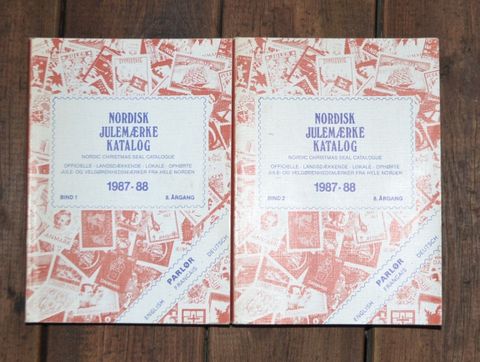 NORDISK
JULEMÆRKE
KATALOG
NORDIC CHRISTMAS SEAL CATALOGUE
OFFICIELLE - LANDSDÆKKENDE - LOKALE - OPHØRTE
JULE- OG VELGØRENHEDSMÆRKER FRA HELE NORDEN
1987-88
BIND 1
8. ÅRGANG
ENGLISH
PARLØR
FRANCAIS
DEUTSCH
NORDISK
JULEMÆRKE
KATALOG
NORDIC CHRISTMAS SEAL CATALOGUE
OFFICIELLE - LANDSDÆKKENDE - LOKALE - OPHØRTE
JULE- OG VELGØRENHEDSMÆRKER FRA HELE NORDEN
1987-88
BIND 2
8. ÅRGANG
ENGLISH
PARLØR
FRANCAIS
DEUTSCH